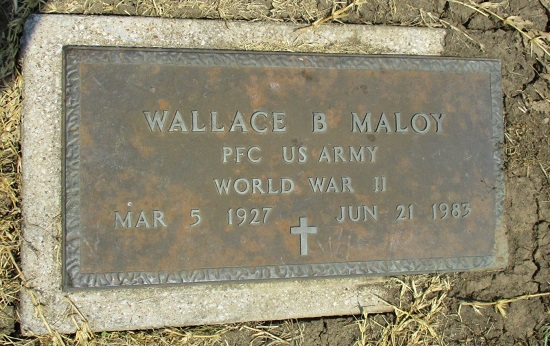 WALLACE B MALOY
PFC US ARMY
WORLD WAR II
MAR 5 1927 JUN 21 1983